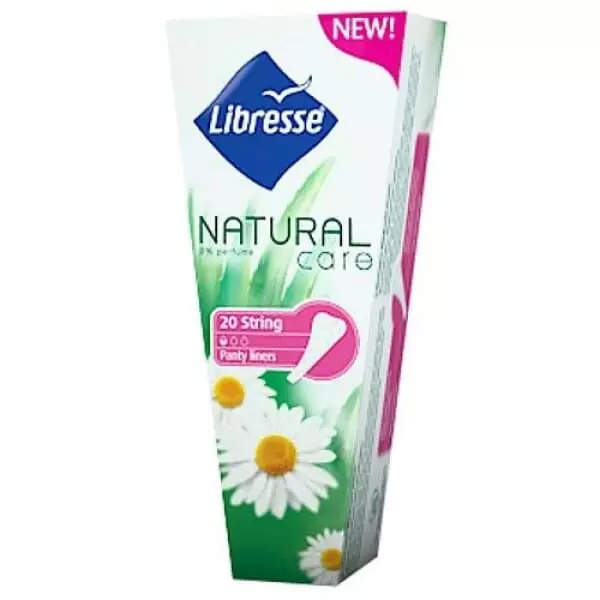 NEW!
Libresse®
NATURAL
0% perfume
care
20 String
Panty liners